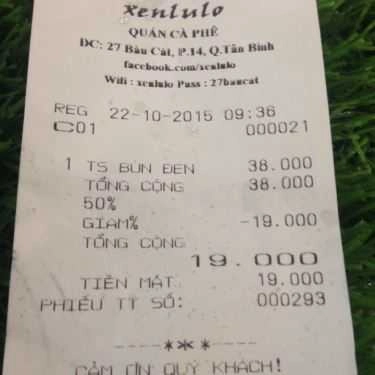 xenlulo
QUÁN CÀ PHÊ
ĐC: 27 Bàu Cát, P.14, Q.Tân Bình
facebook.com/xenlulo
Wifi : xenlulo Pass : 27baucat
REG 22-10-2015 09:36
C01 000021
1 TS BUN ĐEN 38.000
TỔNG CỘNG 38.000
50%
GIẢM% -19.000
TỔNG CỘNG
19.000
TIỀN MẶT 19.000
PHIẾU TT SỐ: 000293
----***----
CẢM ƠN QUÝ KHÁCH!